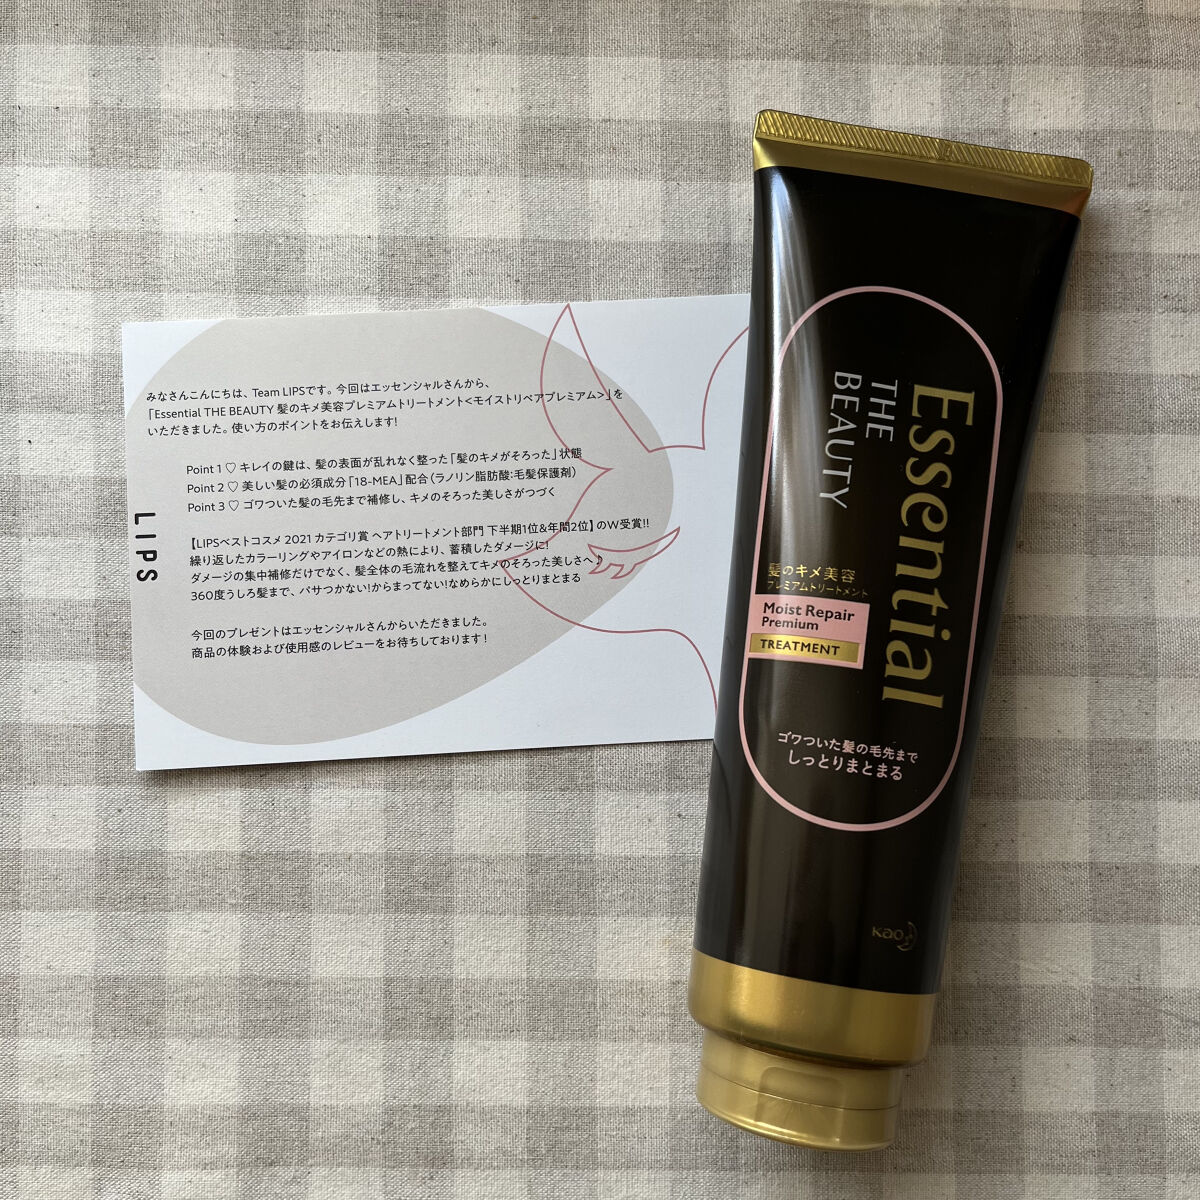 みなさんこんにちは、Team LIPSです。今回はエッセンシャルさんから、
「Essential THE BEAUTY 髪のキメ美容プレミアムトリートメント<モイストリペアプレミアム>」を
いただきました。使い方のポイントをお伝えします!
Point 1 ♡ キレイの鍵は、髪の表面が乱れなく整った「髪のキメがそろった」状態
Point 2 ♡ 美しい髪の必須成分「18-MEA」配合(ラノリン脂肪酸:毛髪保護剤)
Point 3 ♡ ゴワついた髪の毛先まで補修し、キメのそろった美しさがつづく
【LIPSベストコスメ 2021 カテゴリ賞 ヘアトリートメント部門 下半期1位&年間2位】のW受賞!!
繰り返したカラーリングやアイロンなどの熱により、蓄積したダメージに!
ダメージの集中補修だけでなく、髪全体の毛流れを整えてキメのそろった美しさへ♪
360度うしろ髪まで、パサつかない!からまってない!なめらかにしっとりまとまる
今回のプレゼントはエッセンシャルさんからいただきました。
商品の体験および使用感のレビューをお待ちしております!
LIPS
Essential
THE
BEAUTY
髪のキメ美容
プレミアムトリートメント
Moist Repair
Premium
TREATMENT
ゴワついた髪の毛先まで
しっとりまとまる
Kao